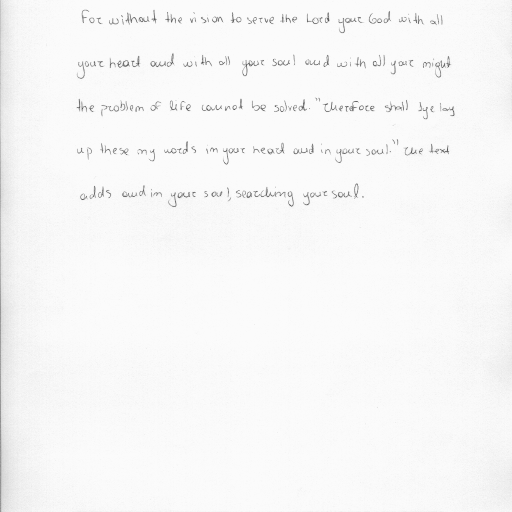 For without the vision to serve the Lord your God with all
your heart and with all your soul and with all your might
the problem of life cannot be solved. "Therefore shall ye lay
up these my words in your heart and in your soul." The text
adds and in your soul, searching your soul.